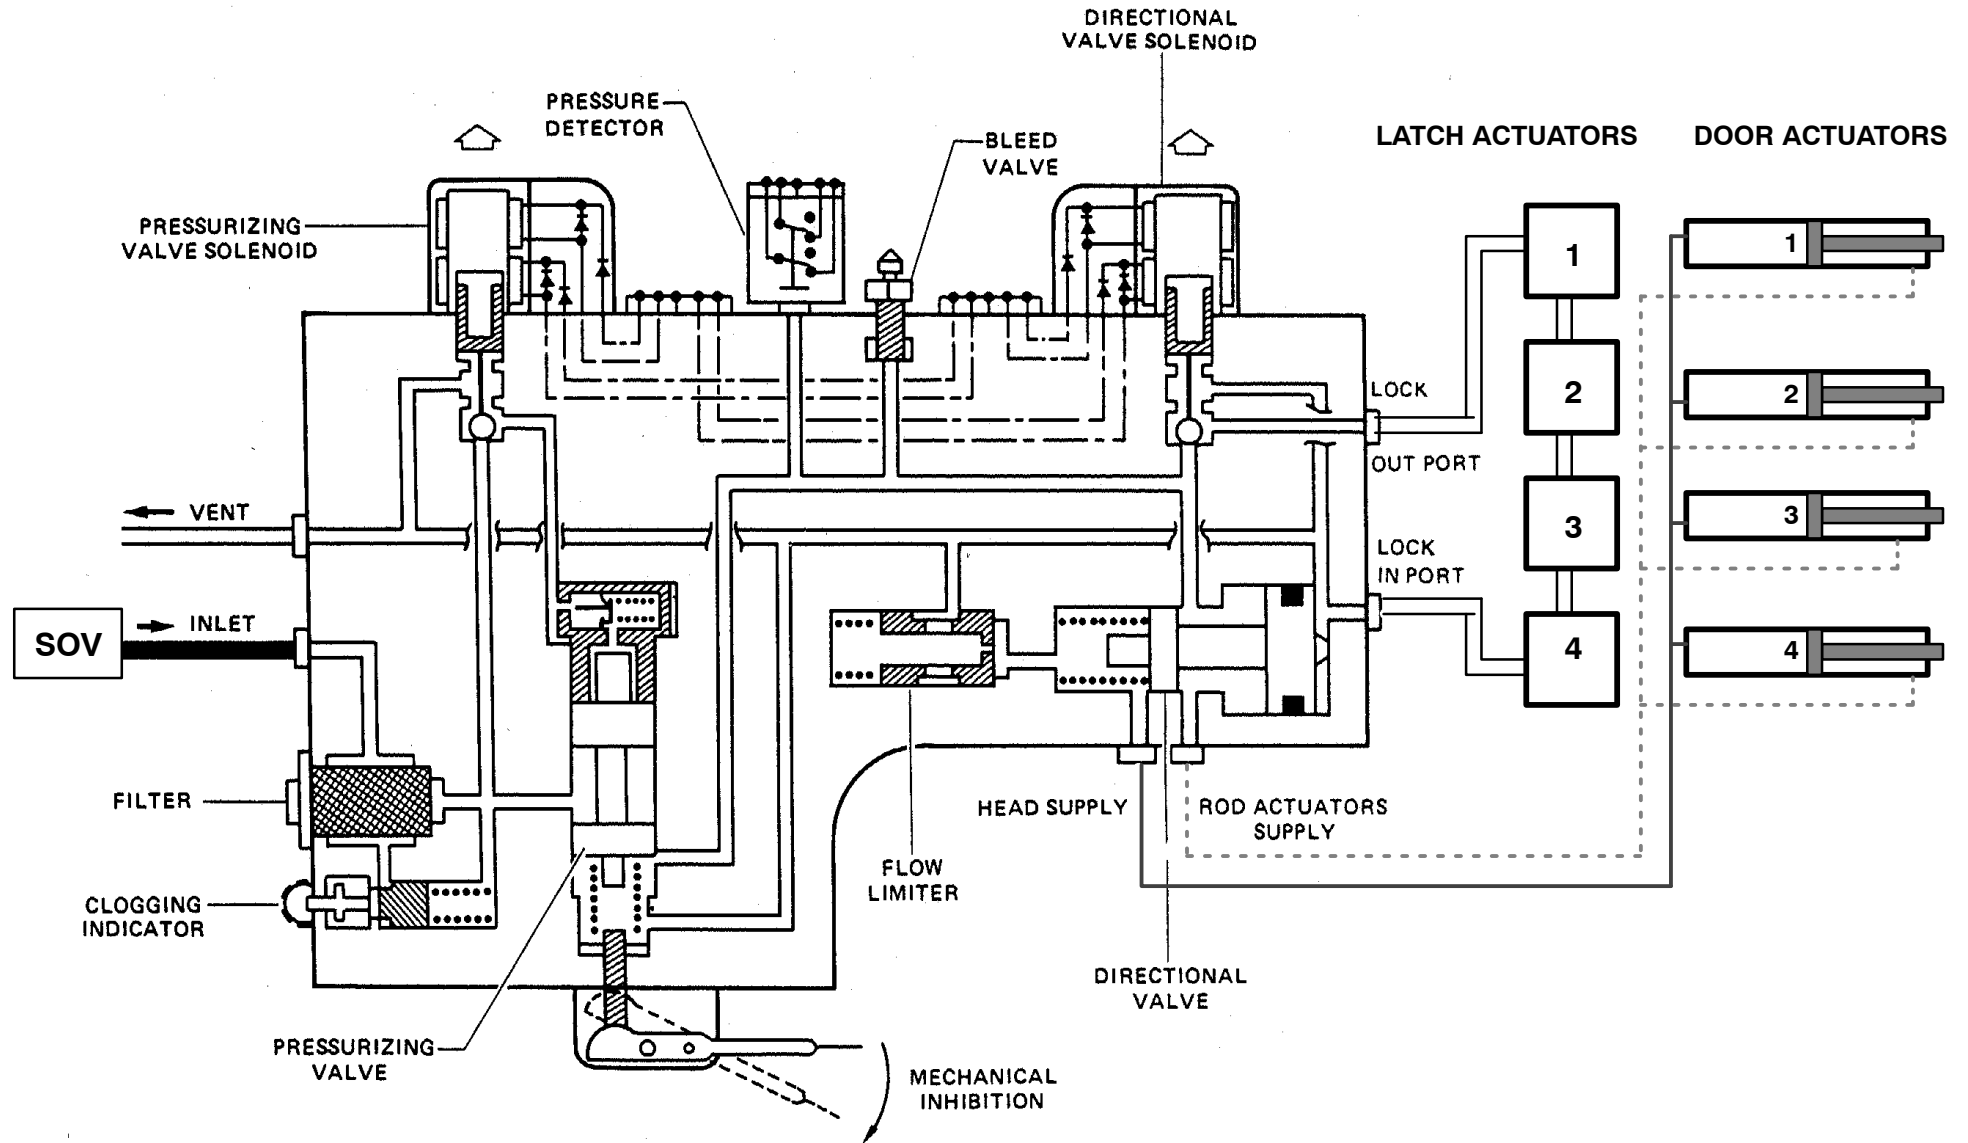 DIRECTIONAL
VALVE SOLENOID
PRESSURE
DETECTOR
BLEED
VALVE
LATCH ACTUATORS
DOOR ACTUATORS
PRESSURIZING
VALVE SOLENOID
1
2
3
4
1
2
3
4
LOCK
OUT PORT
LOCK
IN PORT
VENT
INLET
SOV
FILTER
HEAD SUPPLY
ROD ACTUATORS
SUPPLY
FLOW
LIMITER
CLOGGING
INDICATOR
DIRECTIONAL
VALVE
PRESSURIZING
VALVE
MECHANICAL
INHIBITION